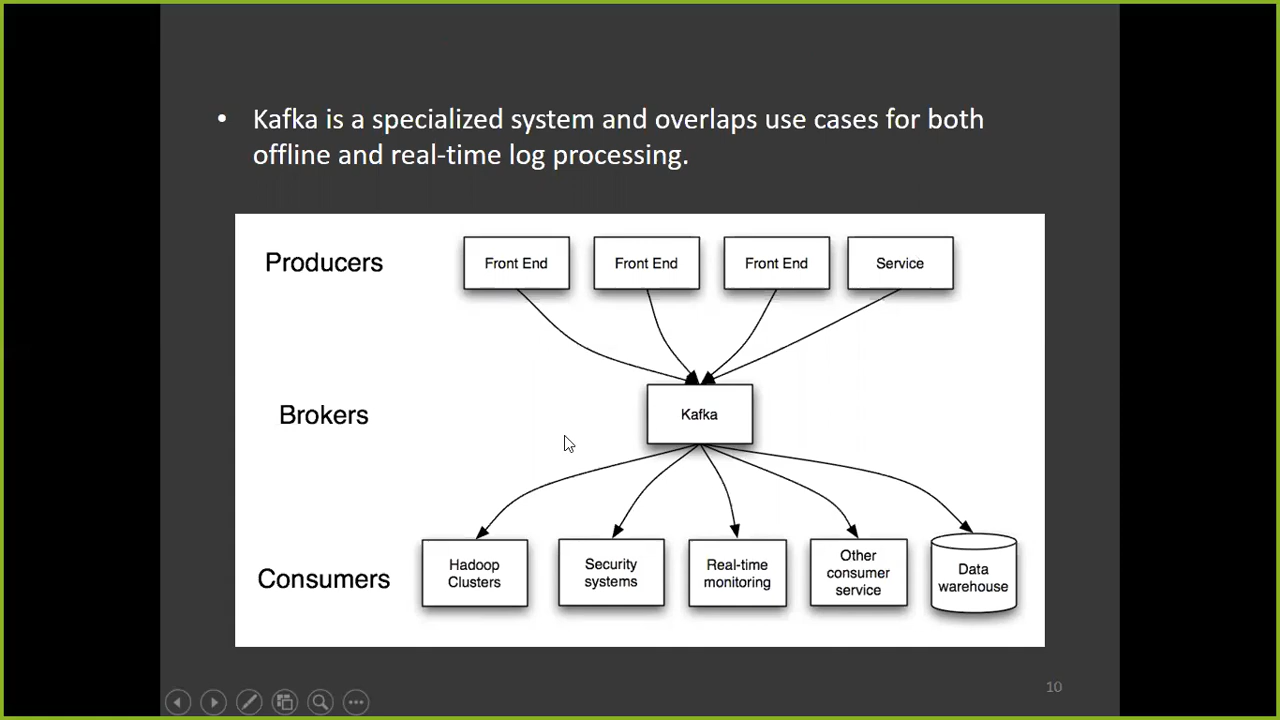 • Kafka is a specialized system and overlaps use cases for both
offline and real-time log processing.
Producers
Front End
Front End
Front End
Service
Brokers
Kafka
Consumers
Hadoop
Clusters
Security
systems
Real-time
monitoring
Other
consumer
service
Data
warehouse
10